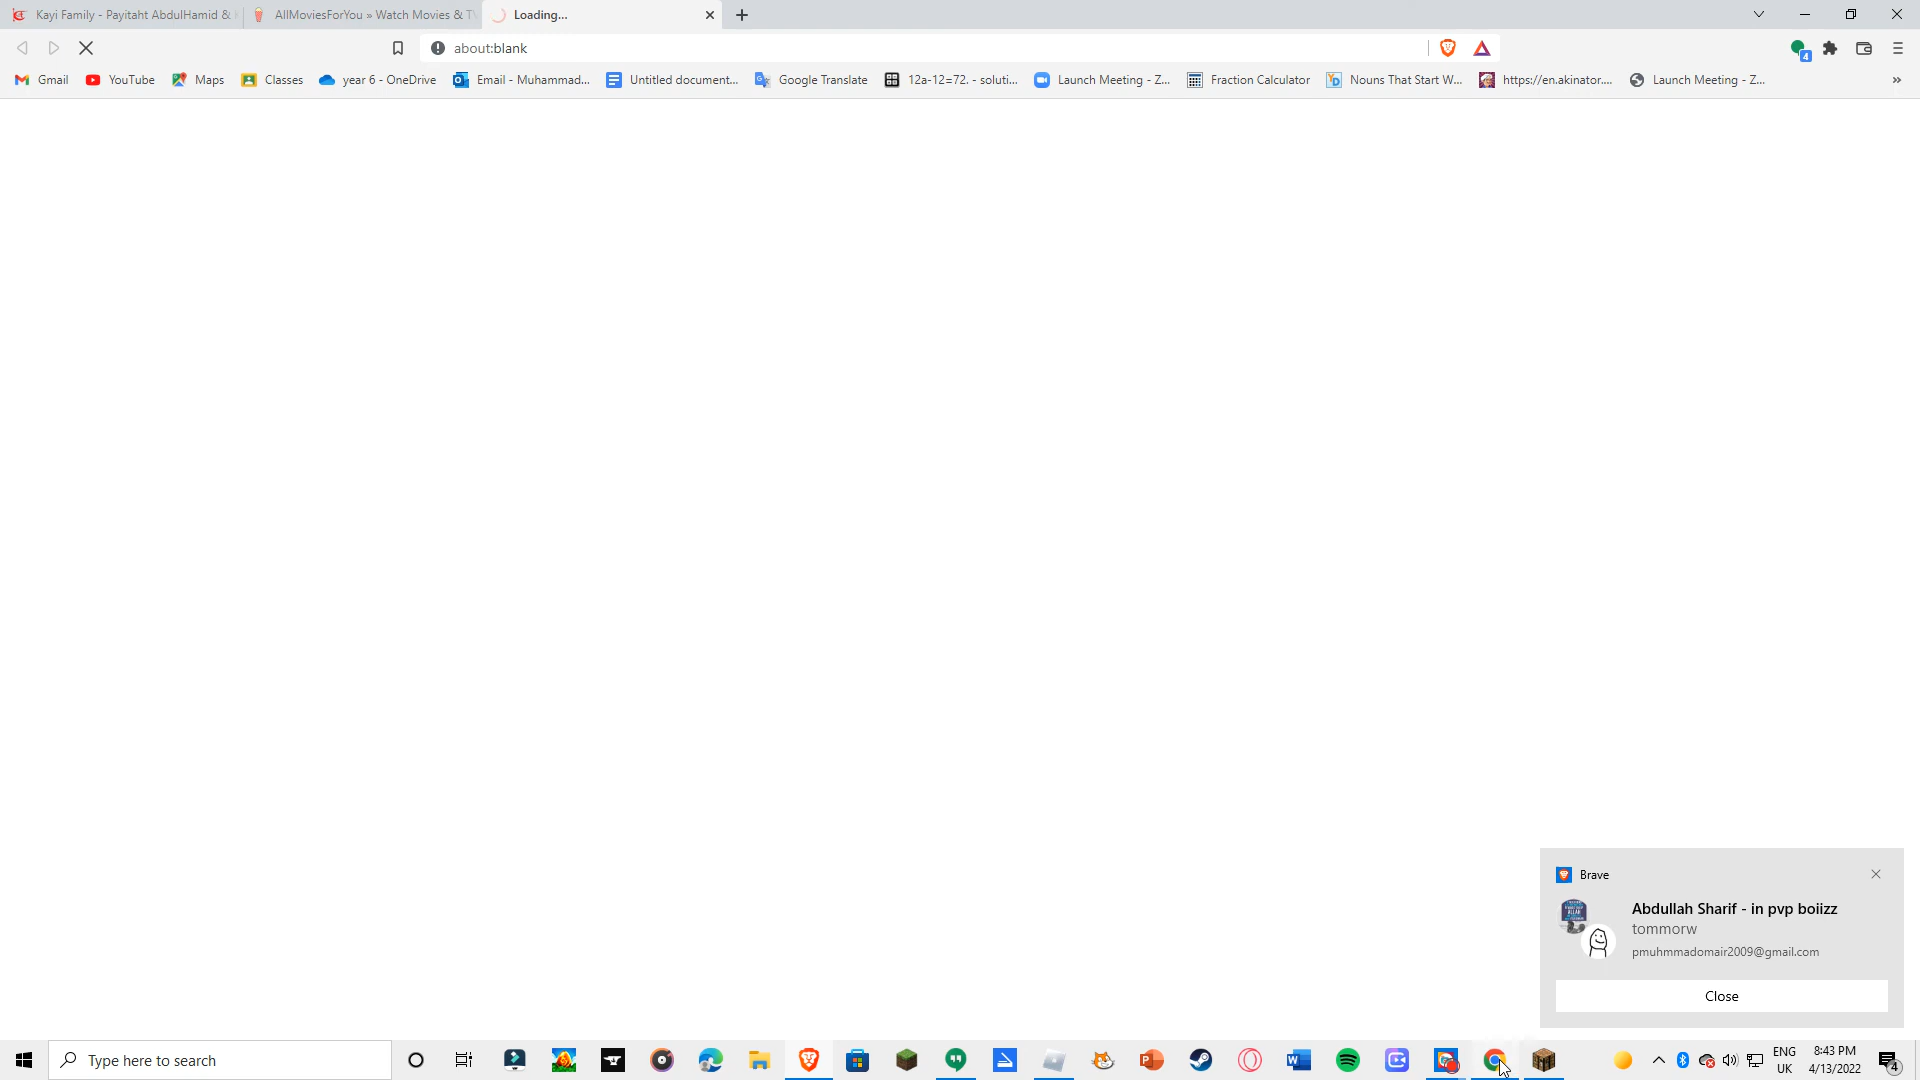 Kayi Family - Payitaht AbdulHamid &
AllMoviesForYou » Watch Movies & T
Loading...
about:blank
4
Gmail
YouTube
Maps
Classes
year 6 - OneDrive
Email - Muhammad...
Untitled document...
Google Translate
12a-12=72. - soluti...
Launch Meeting - Z...
Fraction Calculator
Nouns That Start W...
https://en.akinator....
Launch Meeting - Z...
»
Brave
Abdullah Sharif - in pvp boiizz
tommorw
pmuhmmadomair2009@gmail.com
Close
Type here to search
ENG
UK
8:43 PM
4/13/2022
4